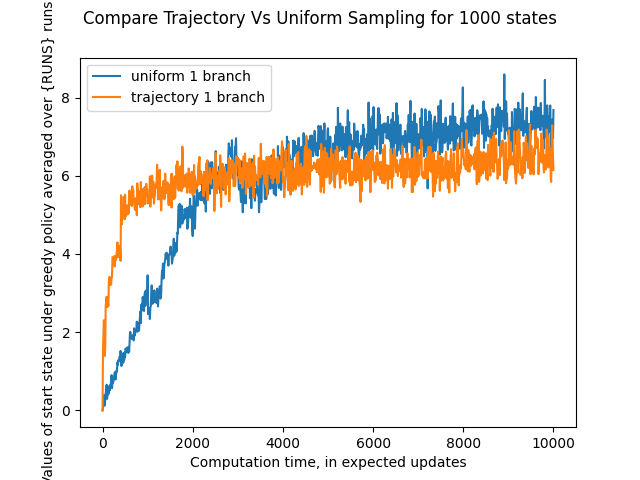 Compare Trajectory Vs Uniform Sampling for 1000 states
Values of start state under greedy policy averaged over {RUNS} runs
uniform 1 branch
trajectory 1 branch
8
6
4
2
0
0 2000 4000 6000 8000 10000
Computation time, in expected updates